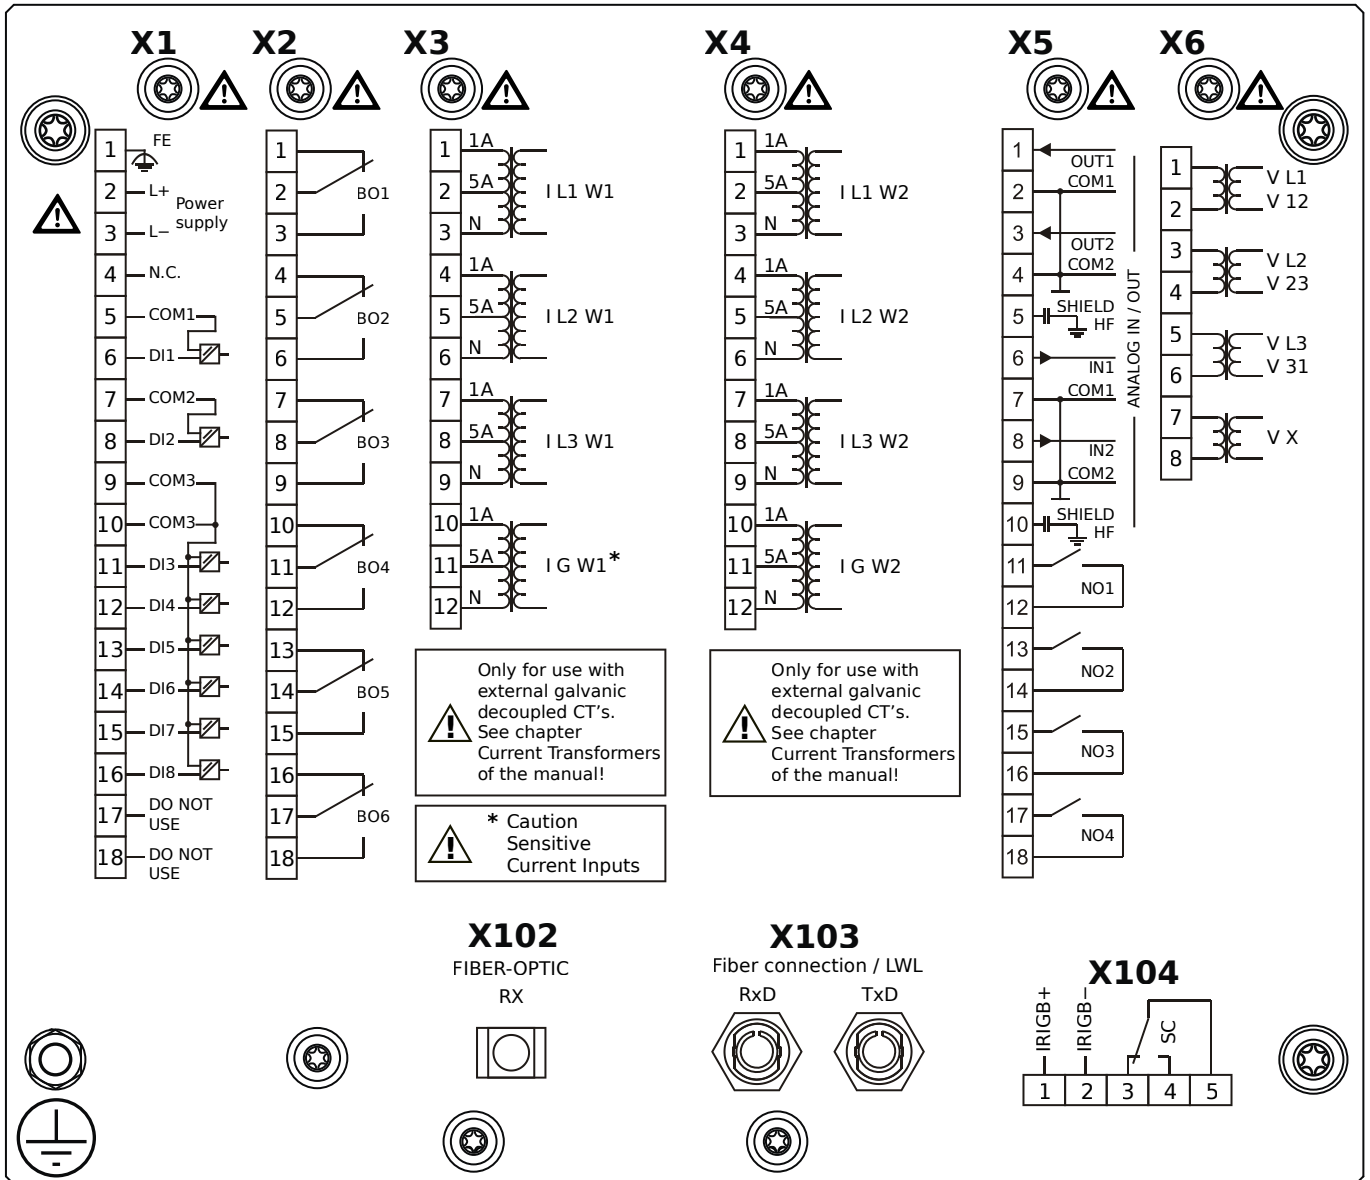 X1
X2
X3
X4
X5
X6
1 FE
2 L+
Power
supply
3 L−
4 N.C.
5 COM1
6 DI1
7 COM2
8 DI2
9 COM3
10 COM3
11 DI3
12 DI4
13 DI5
14 DI6
15 DI7
16 DI8
17 DO NOT
USE
18 DO NOT
USE
1
2 BO1
3
4
5 BO2
6
7
8 BO3
9
10
11 BO4
12
13
14 BO5
15
16
17 BO6
18
1 1A
2 5A I L1 W1
3 N
4 1A
5 5A I L2 W1
6 N
7 1A
8 5A I L3 W1
9 N
10 1A
11 5A I G W1*
12 N
Only for use with
external galvanic
decoupled CT's.
See chapter
Current Transformers
of the manual!
* Caution
Sensitive
Current Inputs
1 1A
2 5A I L1 W2
3 N
4 1A
5 5A I L2 W2
6 N
7 1A
8 5A I L3 W2
9 N
10 1A
11 5A I G W2
12 N
Only for use with
external galvanic
decoupled CT's.
See chapter
Current Transformers
of the manual!
1
OUT1
2 COM1
3
OUT2
4 COM2
5 SHIELD
HF
6
IN1
7 COM1
8
IN2
9 COM2
10 SHIELD
HF
ANALOG IN / OUT
11
NO1
12
13
NO2
14
15
NO3
16
17
NO4
18
1 V L1
2 V 12
3 V L2
4 V 23
5 V L3
6 V 31
7
V X
8
X102
FIBER-OPTIC
RX
X103
Fiber connection / LWL
RxD TxD
X104
IRIGB+
IRIGB−
SC
1 2 3 4 5